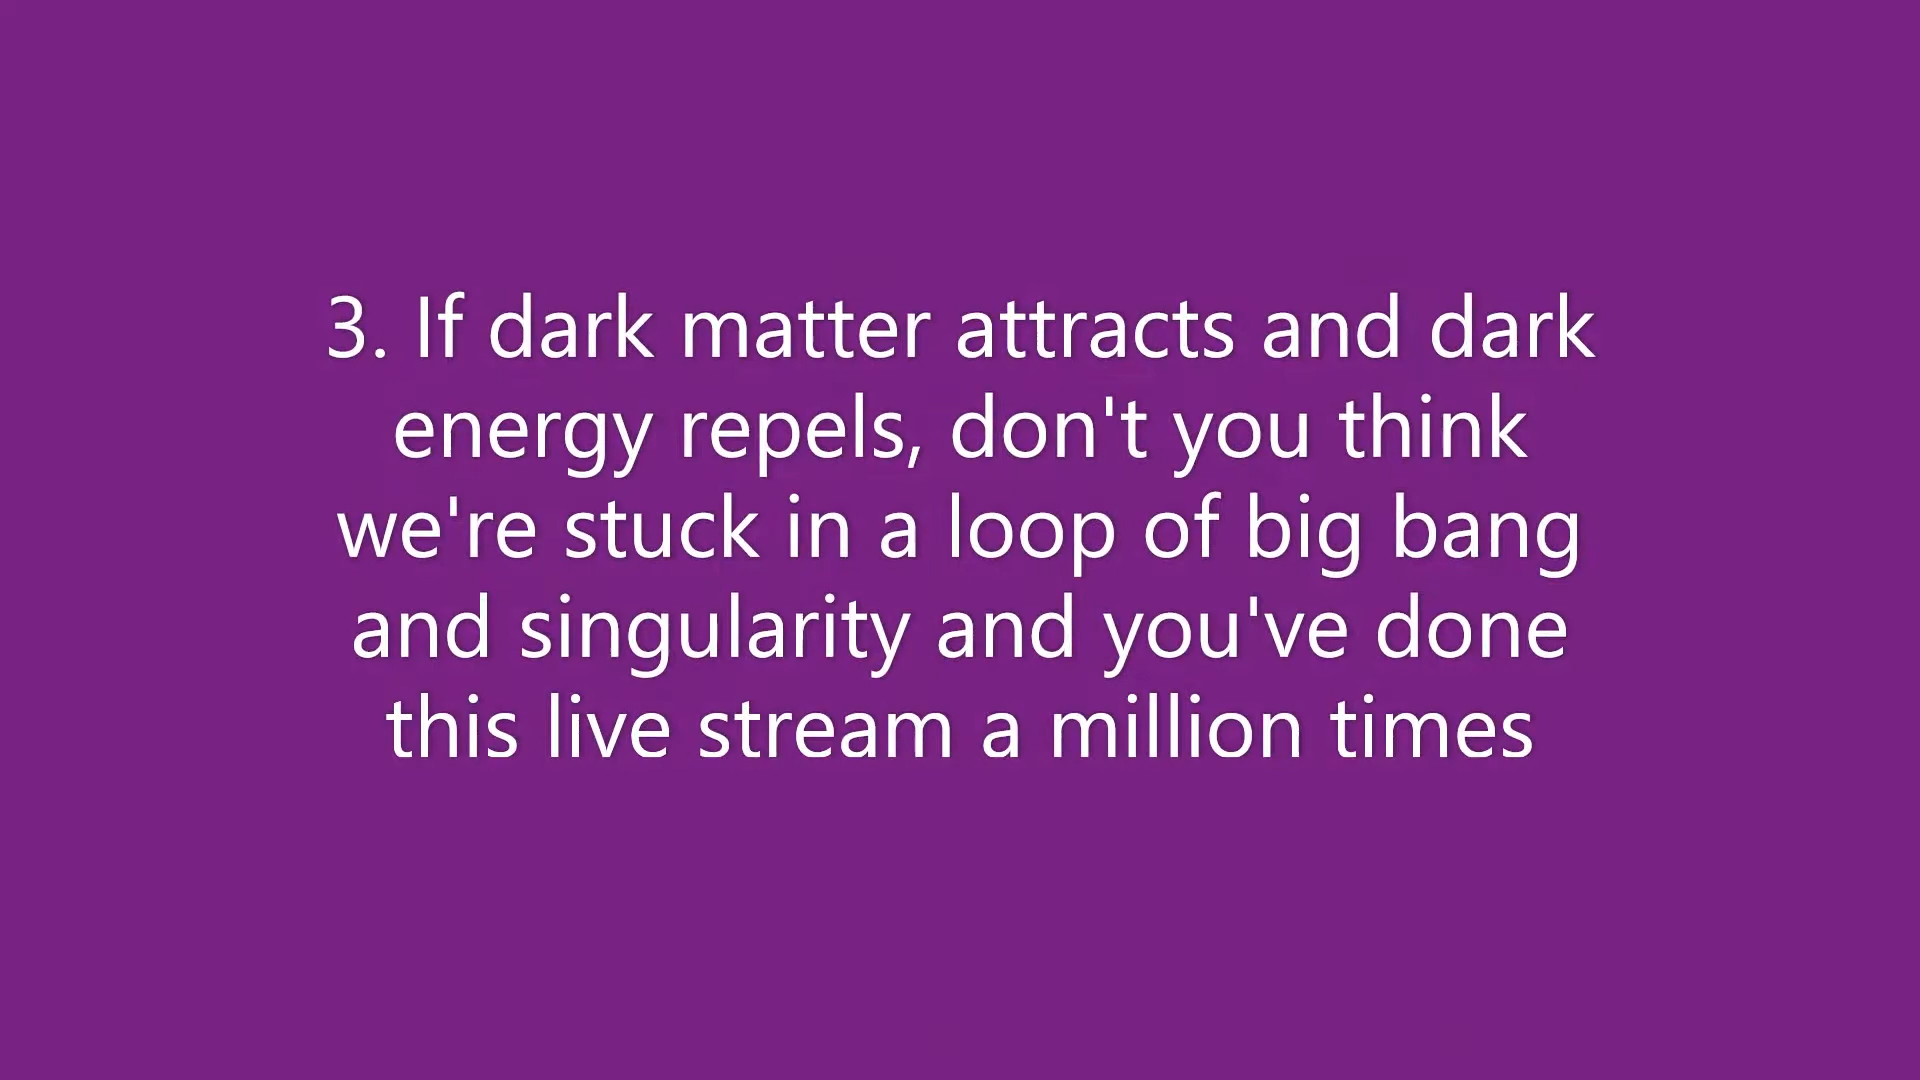 3. If dark matter attracts and dark
energy repels, don't you think
we're stuck in a loop of big bang
and singularity and you've done
this live stream a million times